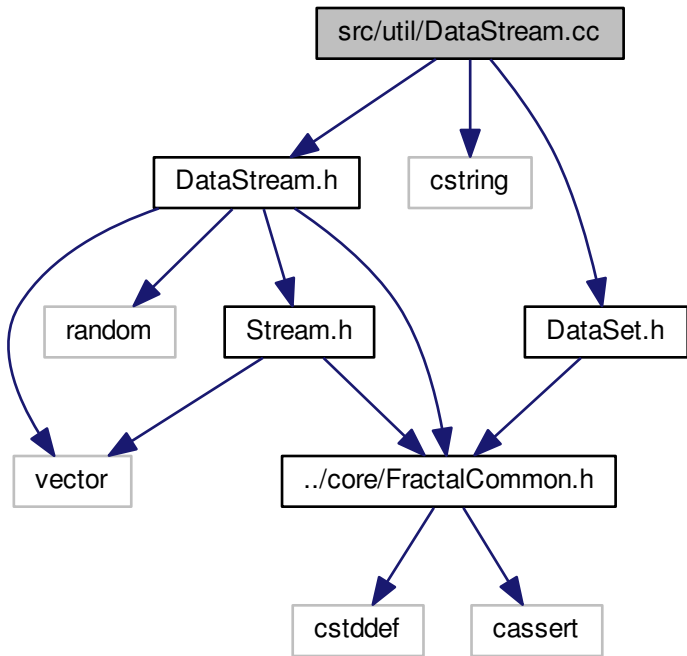 src/util/DataStream.cc
DataStream.h
cstring
random
Stream.h
DataSet.h
vector
../core/FractalCommon.h
cstddef
cassert